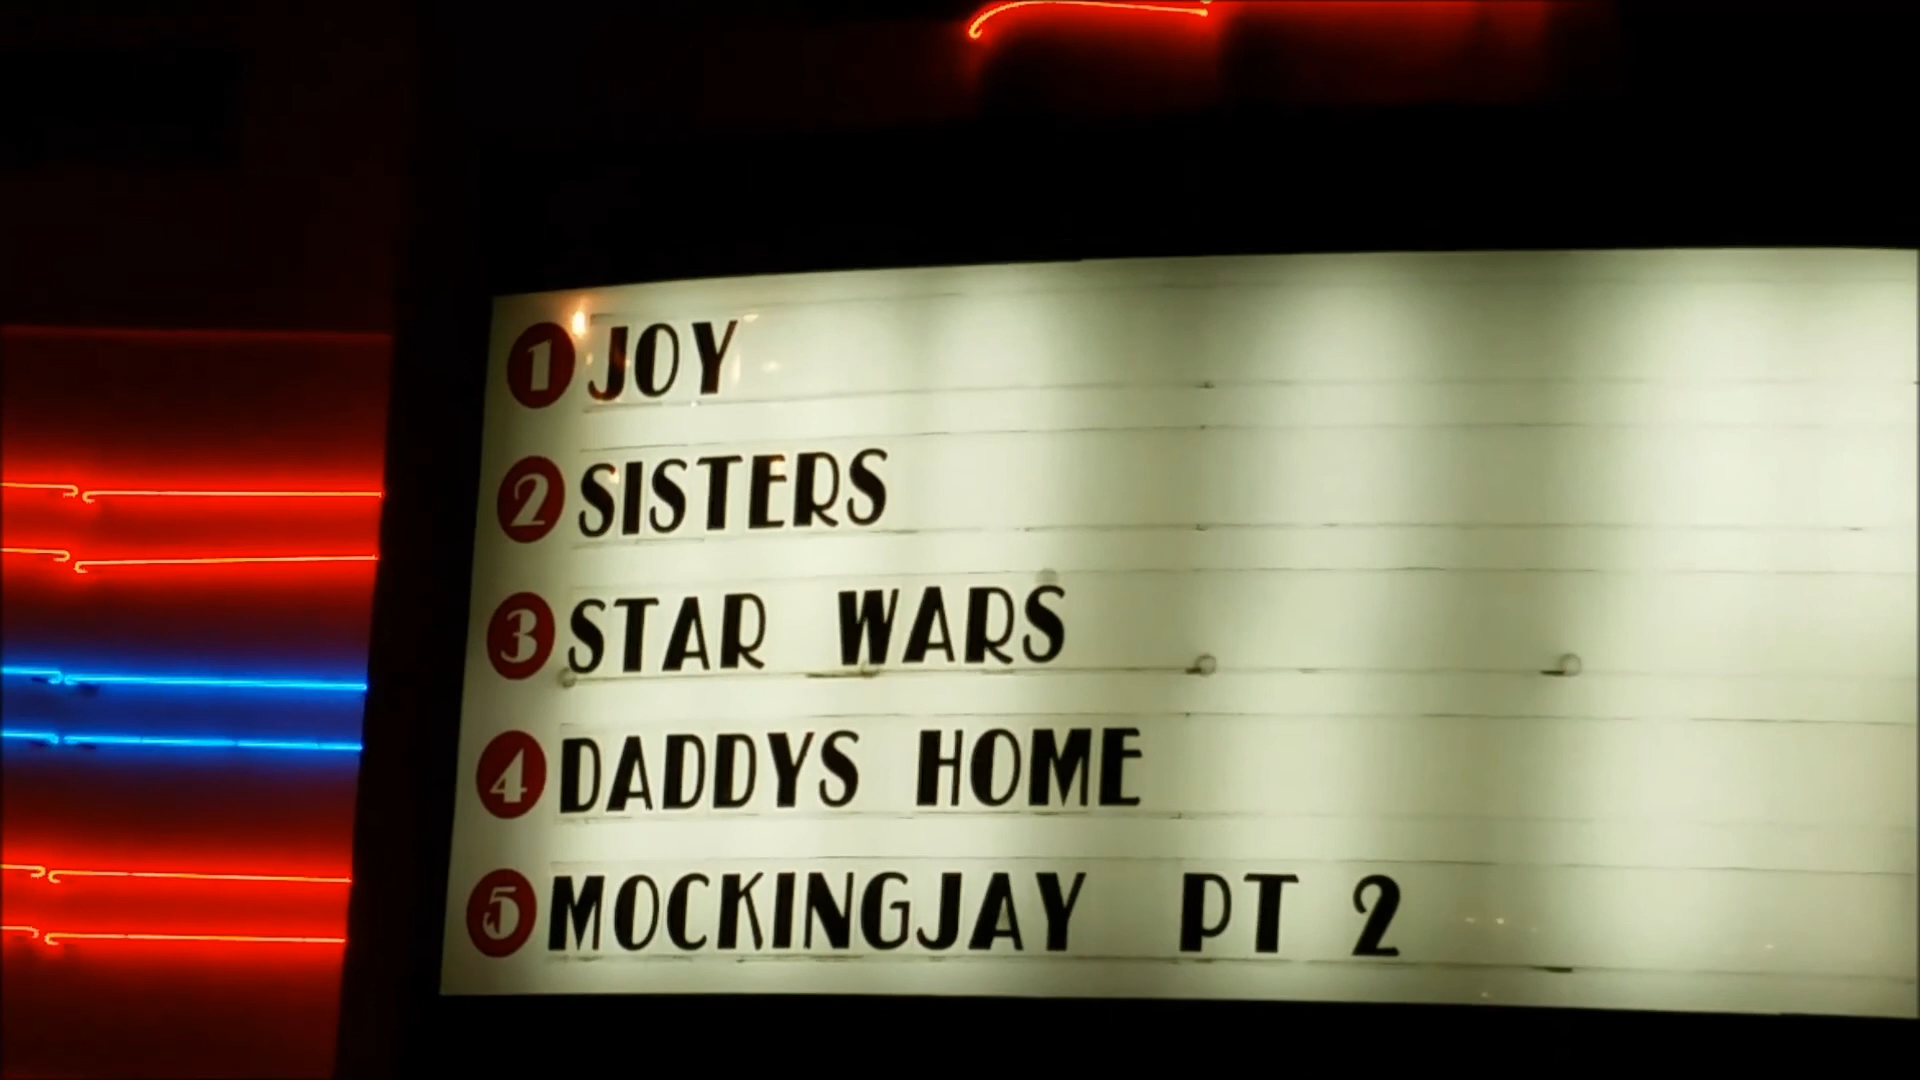 1 JOY
2 SISTERS
3 STAR WARS
4 DADDYS HOME
5 MOCKINGJAY PT 2